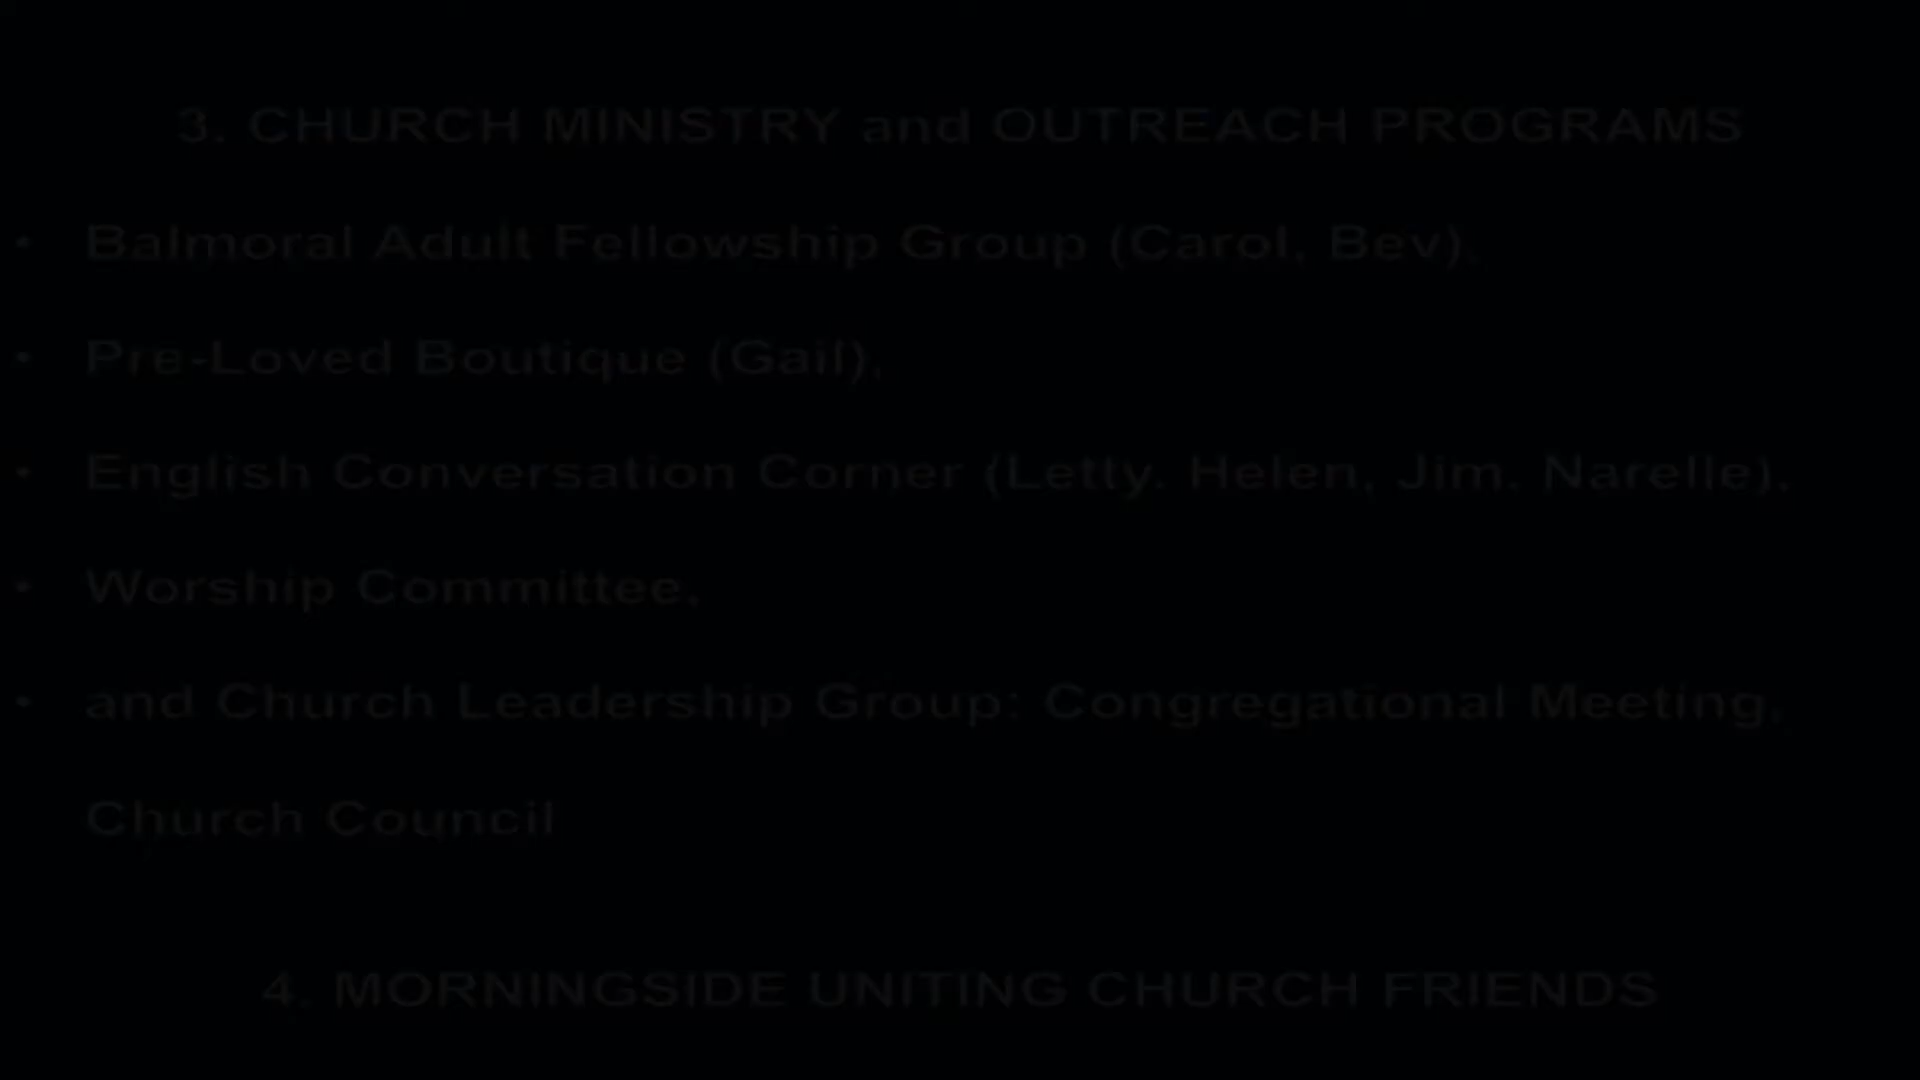 3. CHURCH MINISTRY and OUTREACH PROGRAMS
• Balmoral Adult Fellowship Group (Carol, Bev),
• Pre-Loved Boutique (Gail),
• English Conversation Corner (Letty. Helen, Jim. Narelle),
• Worship Committee,
• and Church Leadership Group: Congregational Meeting,
Church Council
4. MORNINGSIDE UNITING CHURCH FRIENDS